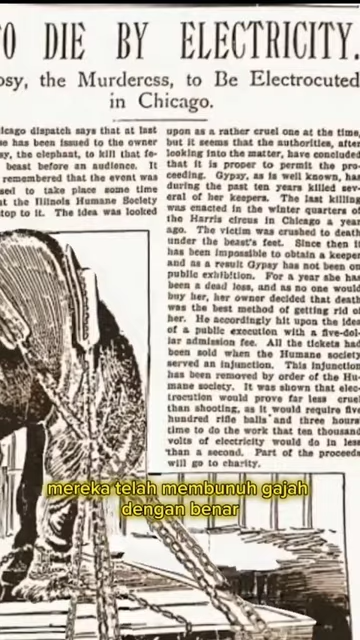 O DIE BY ELECTRICITY.
osy, the Murderess, to Be Electrocuted
in Chicago.
icago dispatch says that at last
se has been issued to the owner
sy, the elephant, to kill that fe-
beast before an audience. It
remembered that the event was
sed to take place some time
t the Illinois Humane Society
top to it. The idea was looked
upon as a rather cruel one at the time,
but it seems that the authorities, after
looking into the matter, have concluded
that it is proper to permit the pro-
ceeding. Gypsy, as is well known, has
during the past ten years killed sev-
eral of her keepers. The last killing
was enacted in the winter quarters of
the Harris circus in Chicago a year
ago. The victim was crushed to death
under the beast's feet. Since then it
has been impossible to obtain a keeper
and as a result Gypsy has not been on
public exhibition. For a year she has
been a dead loss, and as no one would
buy her, her owner decided that death
was the best method of getting rid of
her. He accordingly hit upon the idea
of a public execution with a five-dol-
lar admission fee. All the tickets had
been sold when the Humane society
served an injunction. This injunction
has been removed by order of the Hu-
mane society. It was shown that elec-
trocution would prove far less cruel
than shooting, as it would require five
hundred rifle balls and three hours'
time to do the work that ten thousand
volts of electricity would do in less
than a second. Part of the proceeds
will go to charity.
mereka telah membunuh gajah
dengan benar